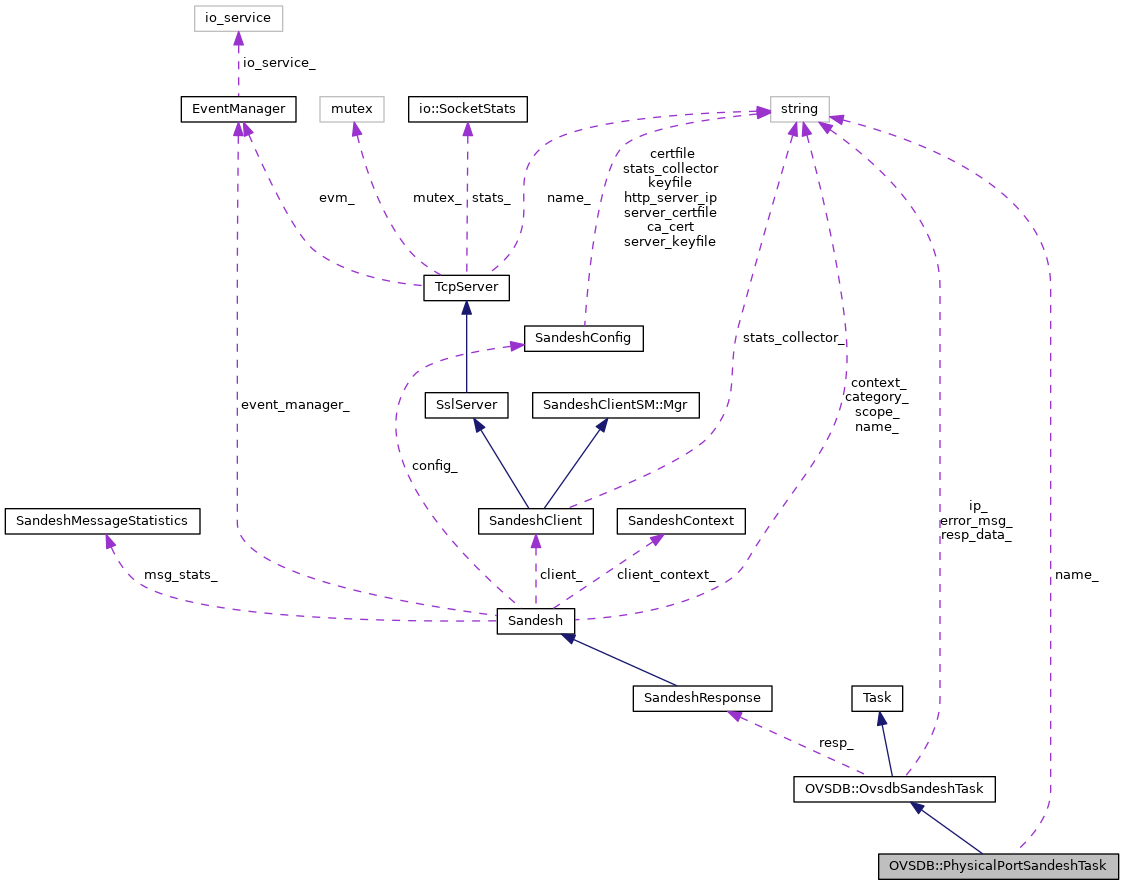 io_service
io_service_
EventManager
mutex
io::SocketStats
string
certfile
stats_collector
keyfile
http_server_ip
server_certfile
ca_cert
server_keyfile
evm_
mutex_
stats_
name_
TcpServer
SandeshConfig
stats_collector_
context_
category_
scope_
name_
event_manager_
SslServer
SandeshClientSM::Mgr
config_
ip_
error_msg_
resp_data_
SandeshMessageStatistics
SandeshClient
SandeshContext
msg_stats_
client_
client_context_
name_
Sandesh
SandeshResponse
Task
resp_
OVSDB::OvsdbSandeshTask
OVSDB::PhysicalPortSandeshTask